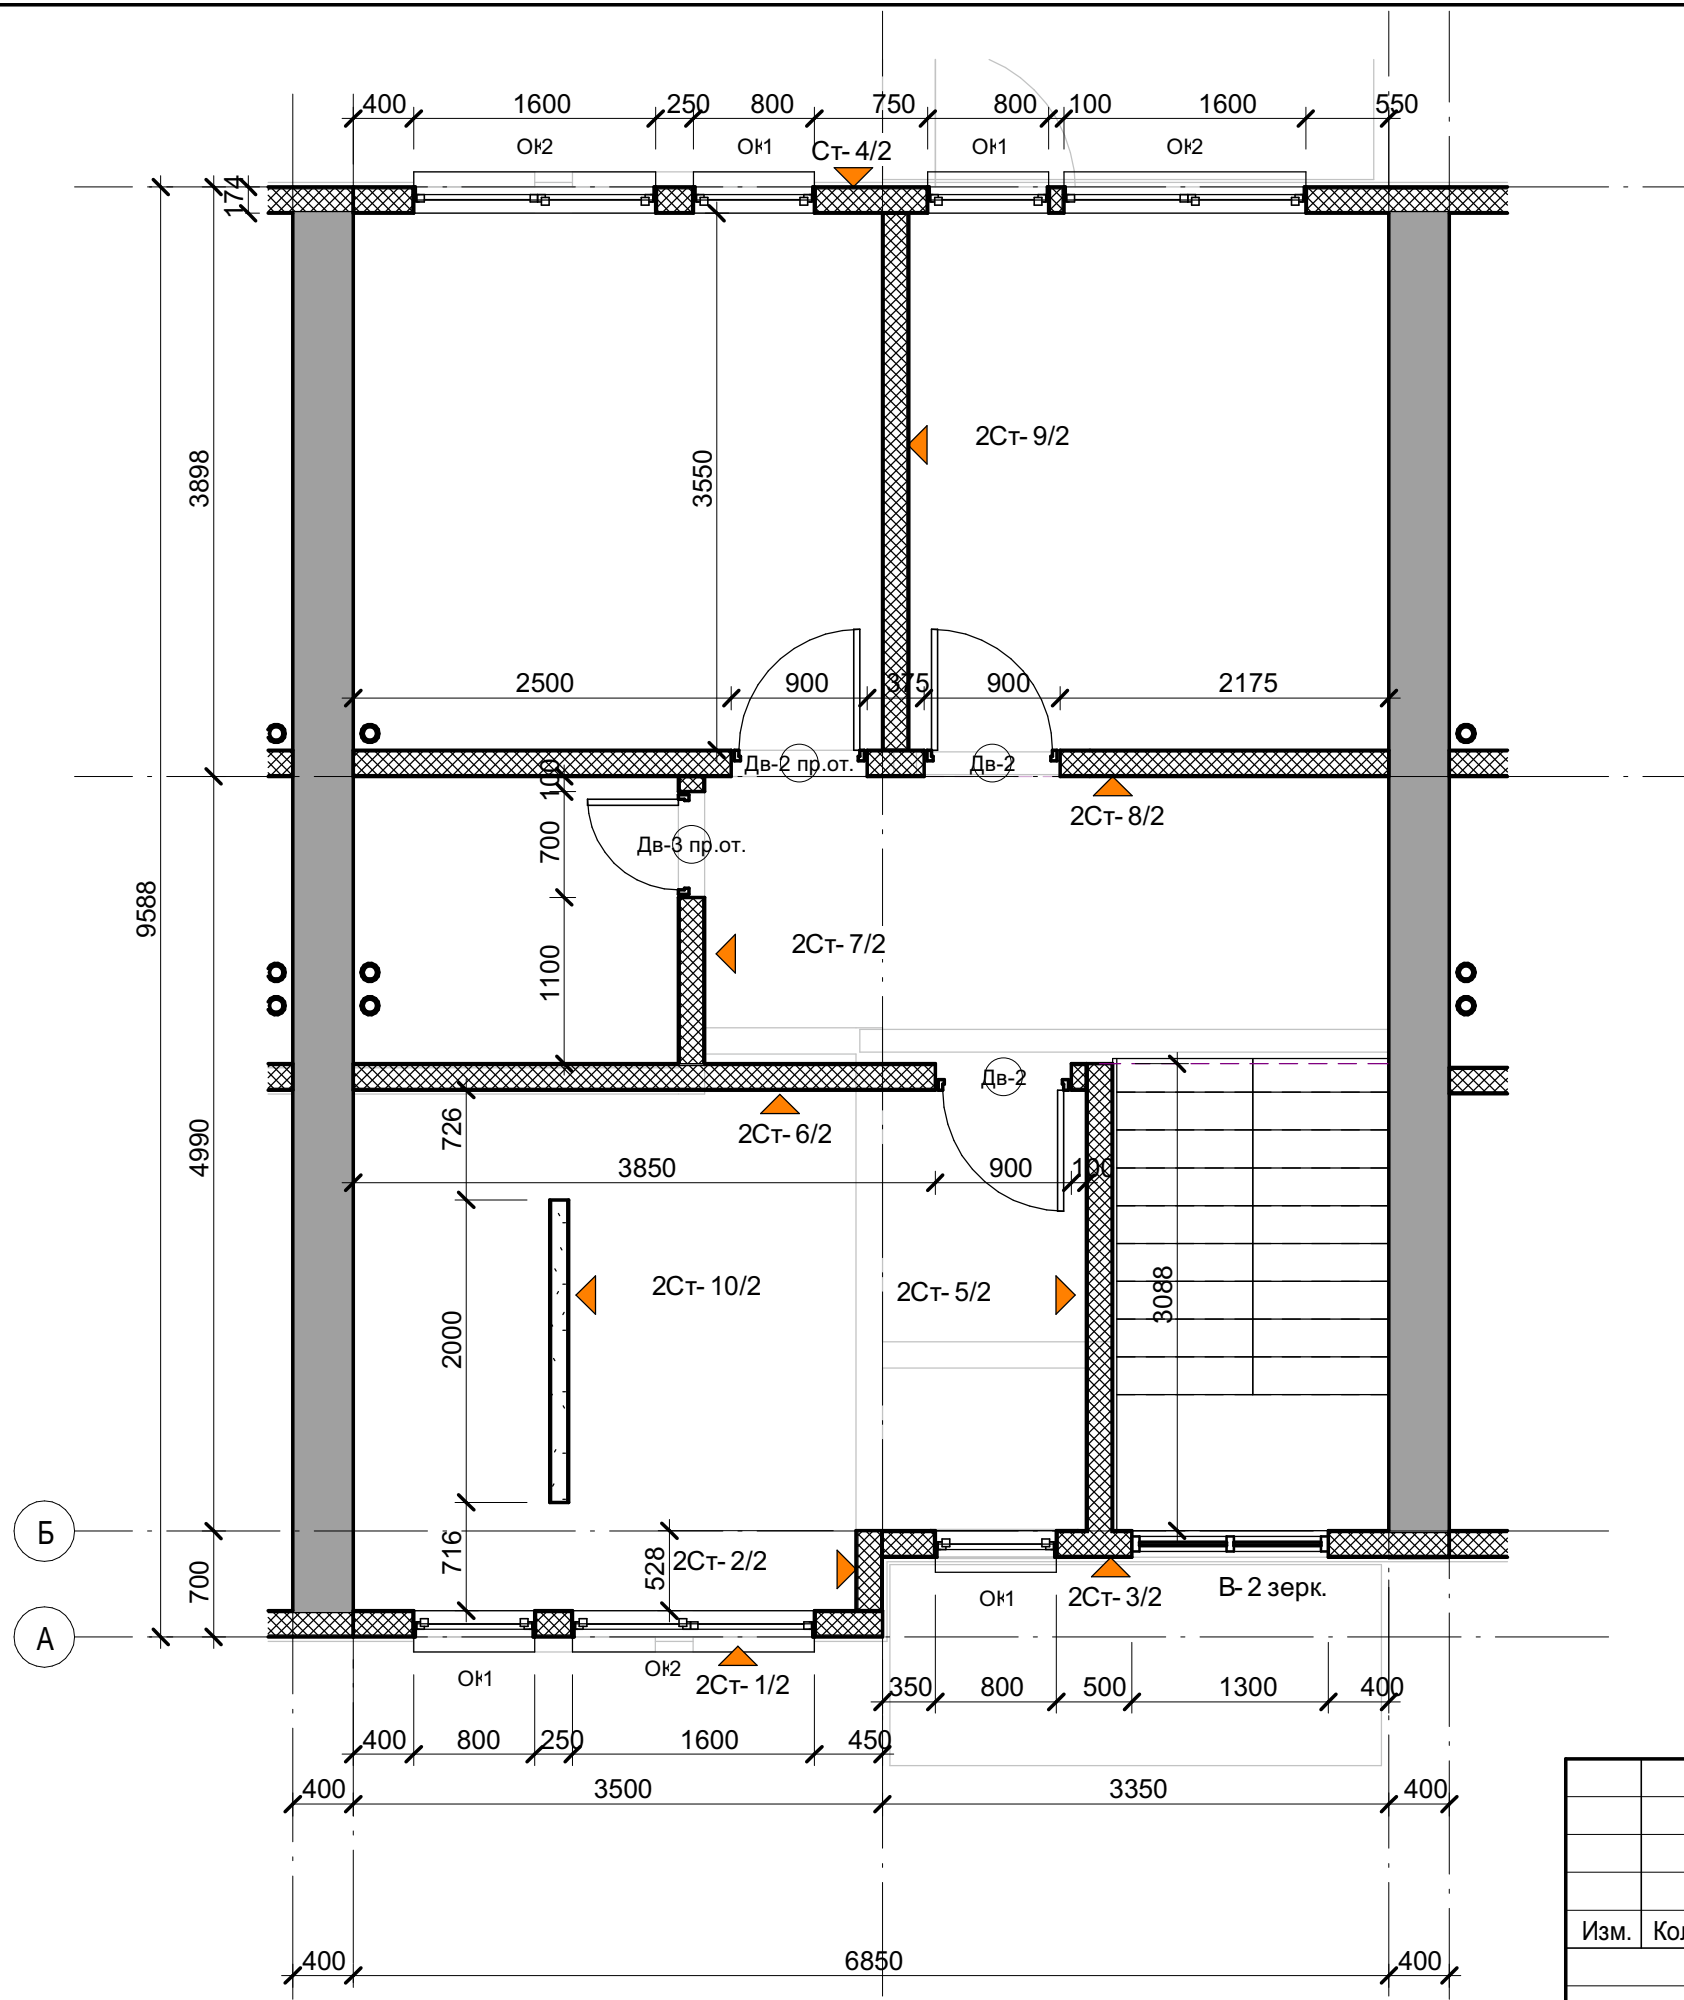 400 1600 250 800 750 800 100 1600 550
ОК2 ОК1 Ст-4/2 ОК1 ОК2
174
2Ст-9/2
3898 3550
2500 900 375 900 2175
Дв-2 пр.от. Дв-2
100
2Ст-8/2
700 Дв-3 пр.от.
9588
2Ст-7/2
1100
Дв-2
726 2Ст-6/2
4990
3850 900 100
2Ст-10/2 2Ст-5/2 3088
2000
Б
716 528 2Ст-2/2
700 ОК1 2Ст-3/2 В-2 зерк.
А
ОК1 ОК2 2Ст-1/2
350 800 500 1300 400
400 800 250 1600 450
400 3500 3350 400
Изм. Кол
400 6850 400